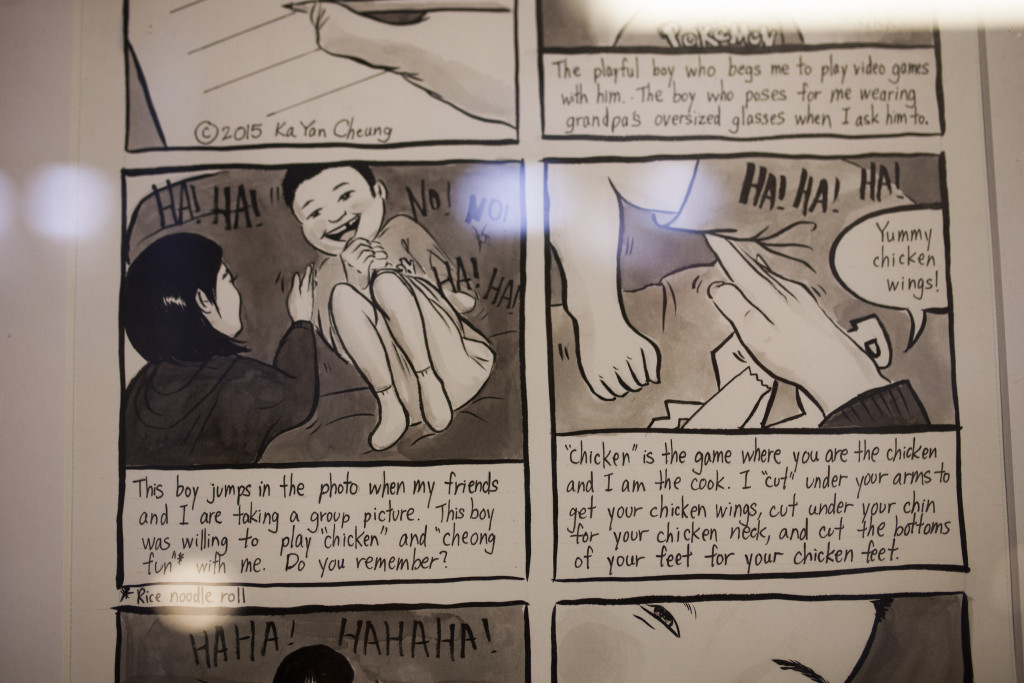 ©2015 Ka Yan Cheung
POKéMON
The playful boy who begs me to play video games
with him. The boy who poses for me wearing
grandpa's oversized glasses when I ask him to.
HA! HA!
NO! NO!
HA! HA!
This boy jumps in the photo when my friends
and I are taking a group picture. This boy
was willing to play "chicken" and "cheong
fun"* with me. Do you remember?
*Rice noodle roll
HA! HA! HA!
Yummy
chicken
wings!
"Chicken" is the game where you are the chicken
and I am the cook. I "cut" under your arms to
get your chicken wings, cut under your chin
for your chicken neck, and cut the bottoms
of your feet for your chicken feet.
HAHA! HAHAHA!